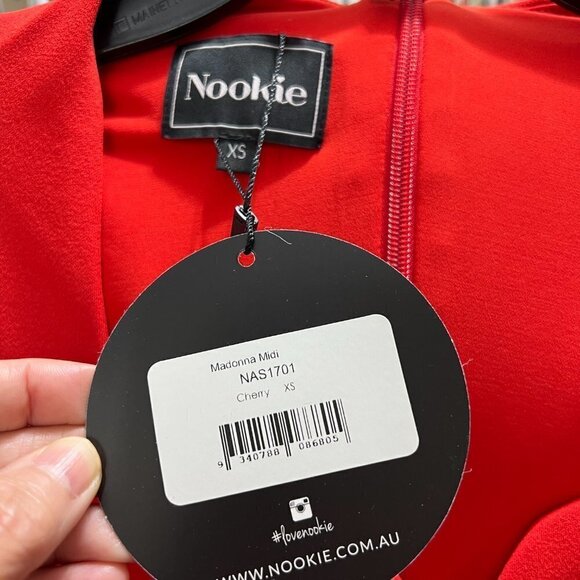 Nookie
XS
Madonna Midi
NAS1701
Cherry XS
9 340788 086805
#lovenookie
WWW.NOOKIE.COM.AU